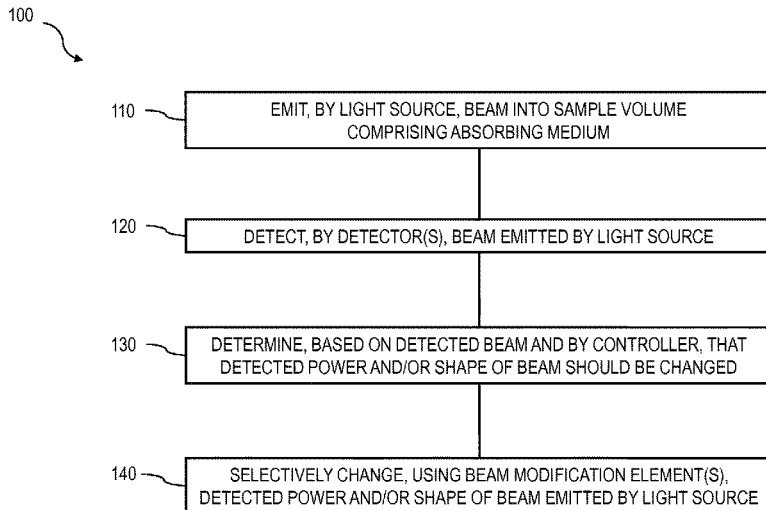 100
110
EMIT, BY LIGHT SOURCE, BEAM INTO SAMPLE VOLUME
COMPRISING ABSORBING MEDIUM
120
DETECT, BY DETECTOR(S), BEAM EMITTED BY LIGHT SOURCE
130
DETERMINE, BASED ON DETECTED BEAM AND BY CONTROLLER, THAT
DETECTED POWER AND/OR SHAPE OF BEAM SHOULD BE CHANGED
140
SELECTIVELY CHANGE, USING BEAM MODIFICATION ELEMENT(S),
DETECTED POWER AND/OR SHAPE OF BEAM EMITTED BY LIGHT SOURCE